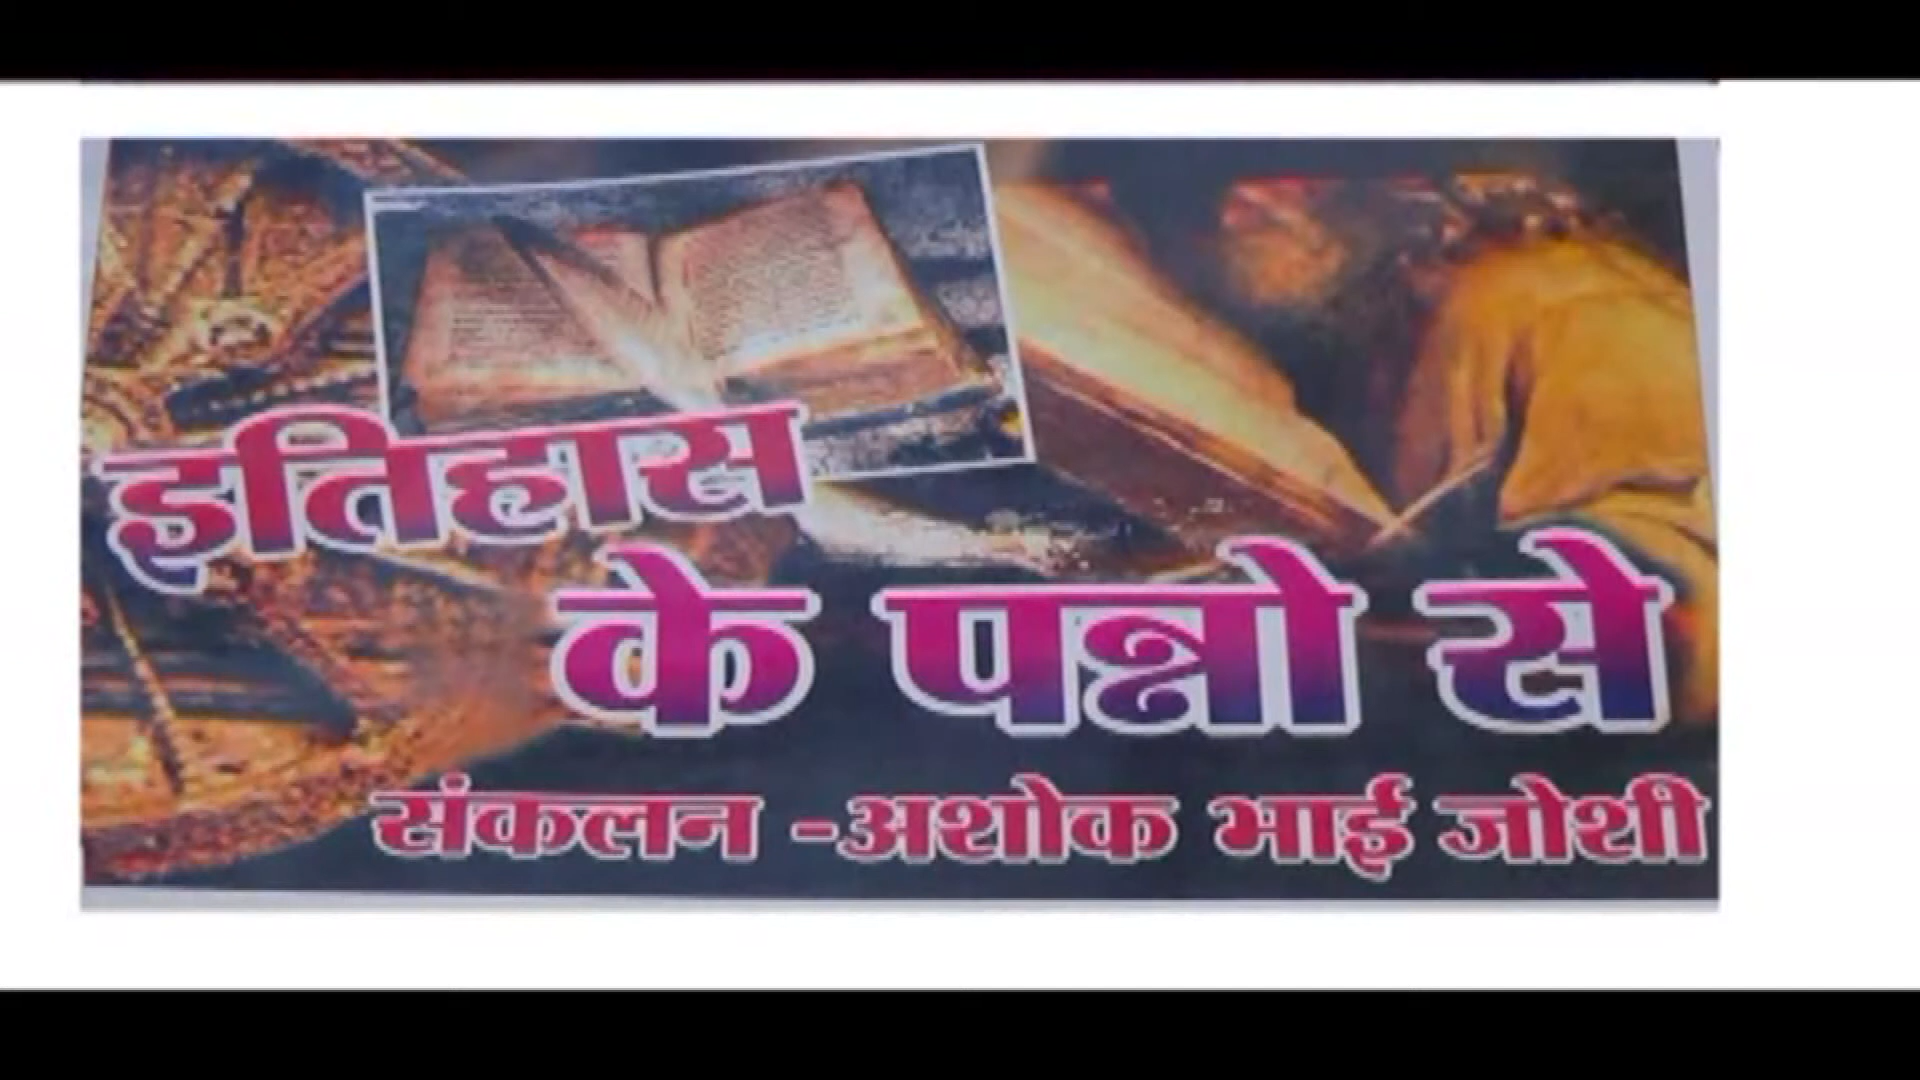 इतिहास
के पन्नो से
संकलन -अशोक भाई जोशी